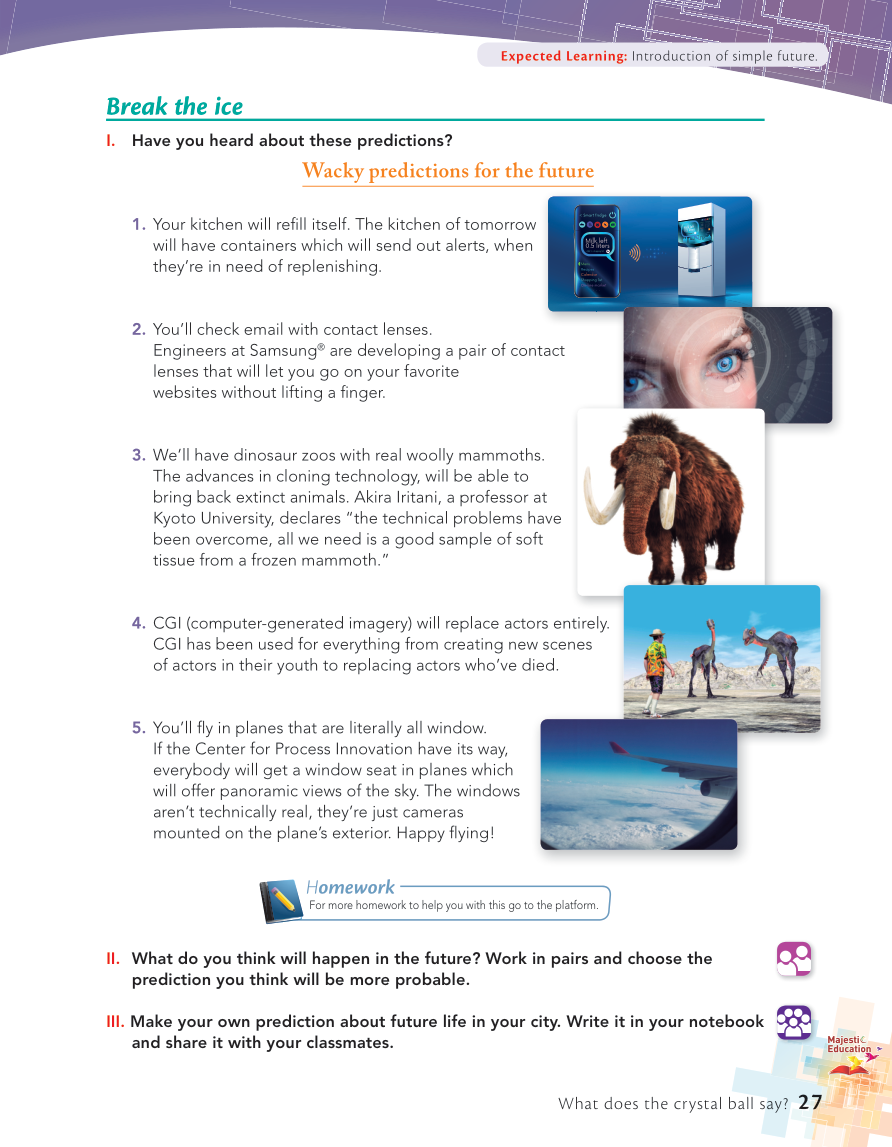 Expected Learning: Introduction of simple future.
Break the ice
I. Have you heard about these predictions?
Wacky predictions for the future
1. Your kitchen will refill itself. The kitchen of tomorrow
will have containers which will send out alerts, when
they're in need of replenishing.
Smart Fridge
Milk left
0.5 liters
2. You'll check email with contact lenses.
Engineers at Samsung® are developing a pair of contact
lenses that will let you go on your favorite
websites without lifting a finger.
3. We'll have dinosaur zoos with real woolly mammoths.
The advances in cloning technology, will be able to
bring back extinct animals. Akira Iritani, a professor at
Kyoto University, declares “the technical problems have
been overcome, all we need is a good sample of soft
tissue from a frozen mammoth.”
4. CGI (computer-generated imagery) will replace actors entirely.
CGI has been used for everything from creating new scenes
of actors in their youth to replacing actors who've died.
5. You'll fly in planes that are literally all window.
If the Center for Process Innovation have its way,
everybody will get a window seat in planes which
will offer panoramic views of the sky. The windows
aren't technically real, they're just cameras
mounted on the plane's exterior. Happy flying!
Homework
For more homework to help you with this go to the platform.
II. What do you think will happen in the future? Work in pairs and choose the
prediction you think will be more probable.
III. Make your own prediction about future life in your city. Write it in your notebook
and share it with your classmates.
Majestic
Education
What does the crystal ball say? 27